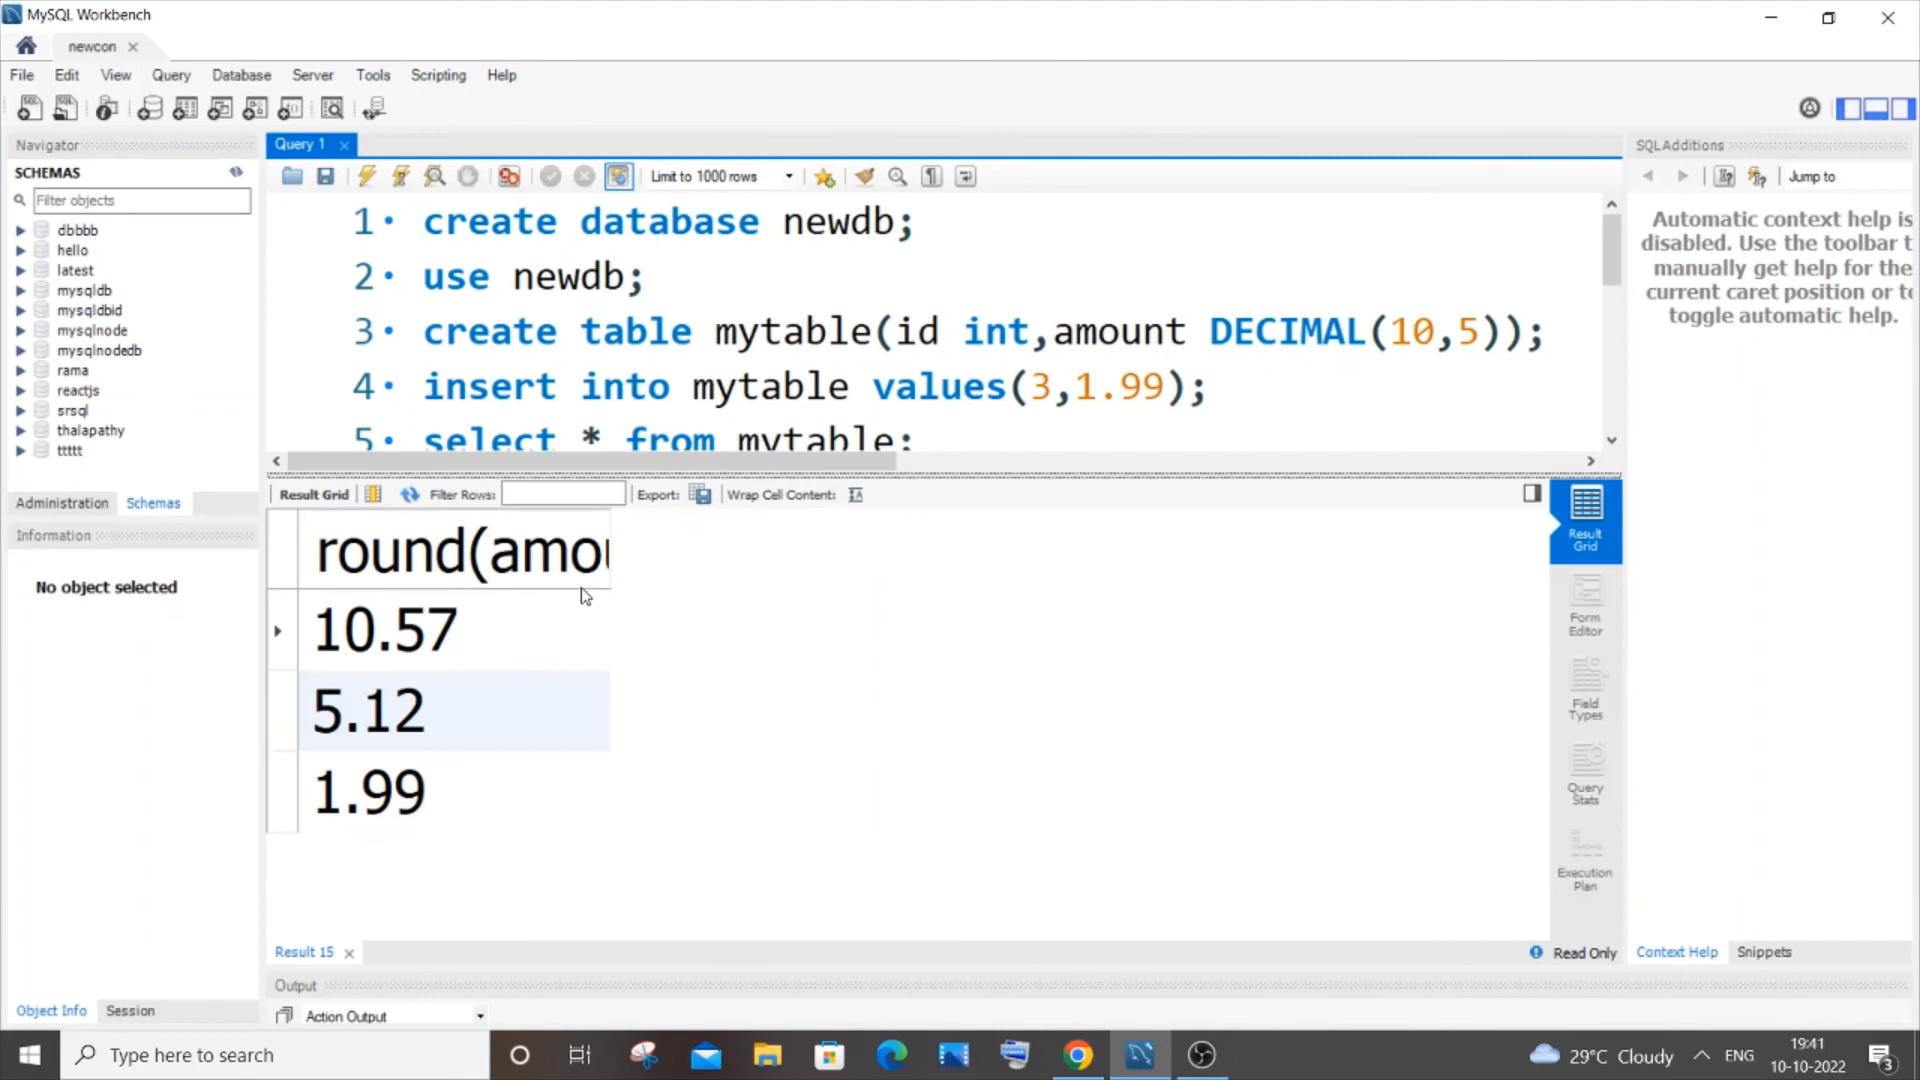 MySQL Workbench
newcon
File Edit View Query Database Server Tools Scripting Help
Navigator
SCHEMAS
Filter objects
dbbbb
hello
latest
mysqldb
mysqldbid
mysqlnode
mysqlnodedb
rama
reactjs
srsql
thalapathy
ttttt
Administration Schemas
Information
No object selected
Object Info Session
Query 1
Limit to 1000 rows
1 create database newdb;
2 use newdb;
3 create table mytable(id int,amount DECIMAL(10,5));
4 insert into mytable values(3,1.99);
5 select * from mytable;
Result Grid Filter Rows: Export: Wrap Cell Content:
round(amou
10.57
5.12
1.99
Result Grid
Form Editor
Field Types
Query Stats
Execution Plan
Result 15
Read Only
Output
Action Output
SQLAdditions
Jump to
Automatic context help is
disabled. Use the toolbar t
manually get help for the
current caret position or to
toggle automatic help.
Context Help Snippets
Type here to search
29°C Cloudy
ENG
19:41
10-10-2022
3